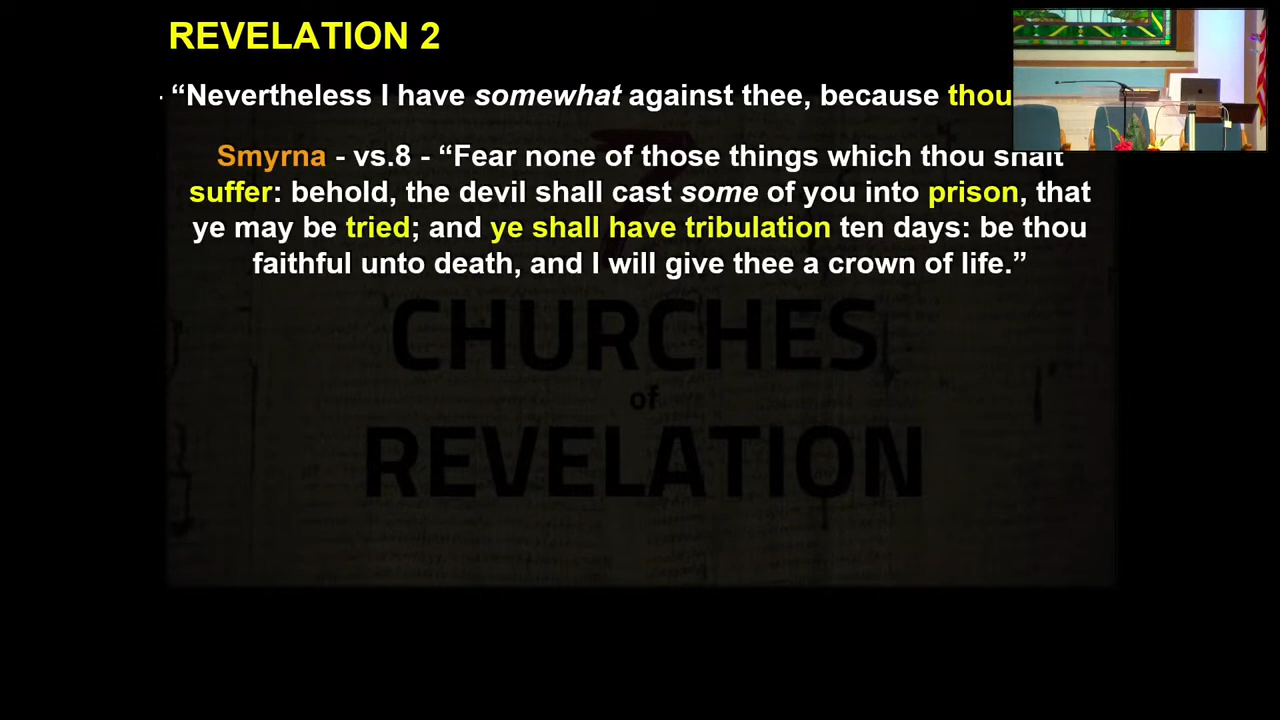 REVELATION 2
· “Nevertheless I have somewhat against thee, because thou
Smyrna - vs.8 - “Fear none of those things which thou shalt
suffer: behold, the devil shall cast some of you into prison, that
ye may be tried; and ye shall have tribulation ten days: be thou
faithful unto death, and I will give thee a crown of life.”
7
CHURCHES
of
REVELATION